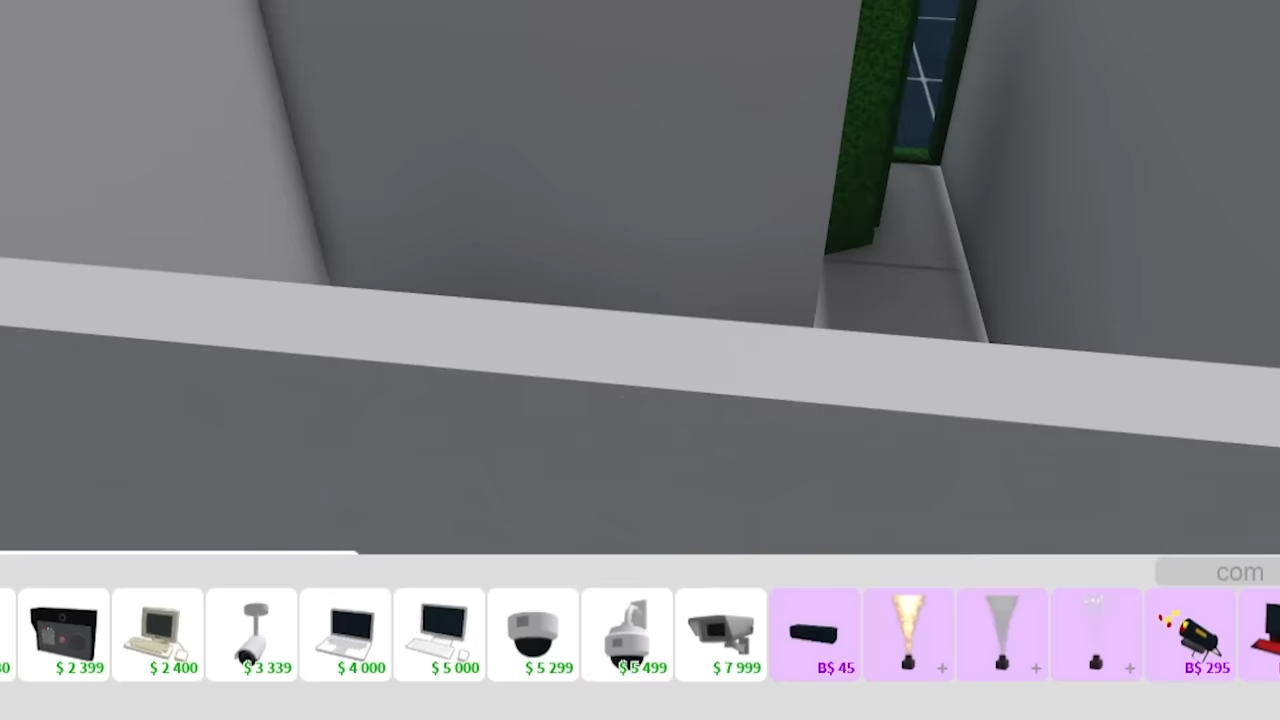 com
$ 2 399
$ 2 400
$ 3 339
$ 4 000
$ 5 000
$ 5 299
$ 5 499
$ 7 999
B$ 45
+
+
+
B$ 295